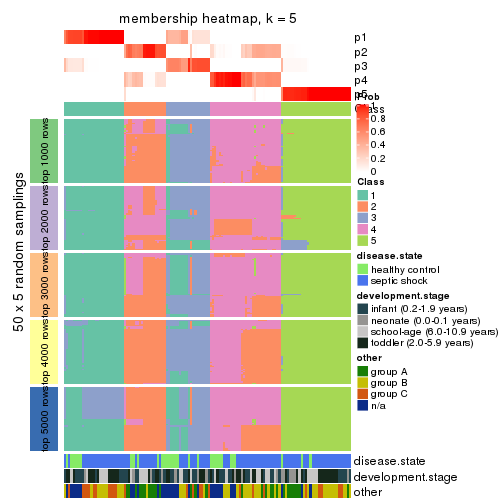 membership heatmap, k = 5
p1
p2
p3
p4
p5
Class
50 x 5 random samplings
top 1000 rows
top 2000 rows
top 3000 rows
top 4000 rows
top 5000 rows
Prob
1
0.8
0.6
0.4
0.2
0
Class
1
2
3
4
5
disease.state
healthy control
septic shock
development.stage
infant (0.2-1.9 years)
neonate (0.0-0.1 years)
school-age (6.0-10.9 years)
toddler (2.0-5.9 years)
other
group A
group B
group C
n/a
disease.state
development.stage
other